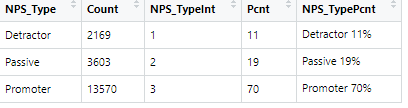 NPS_Type Count NPS_TypeInt Pcnt NPS_TypePcnt
Detractor 2169 1 11 Detractor 11%
Passive 3603 2 19 Passive 19%
Promoter 13570 3 70 Promoter 70%